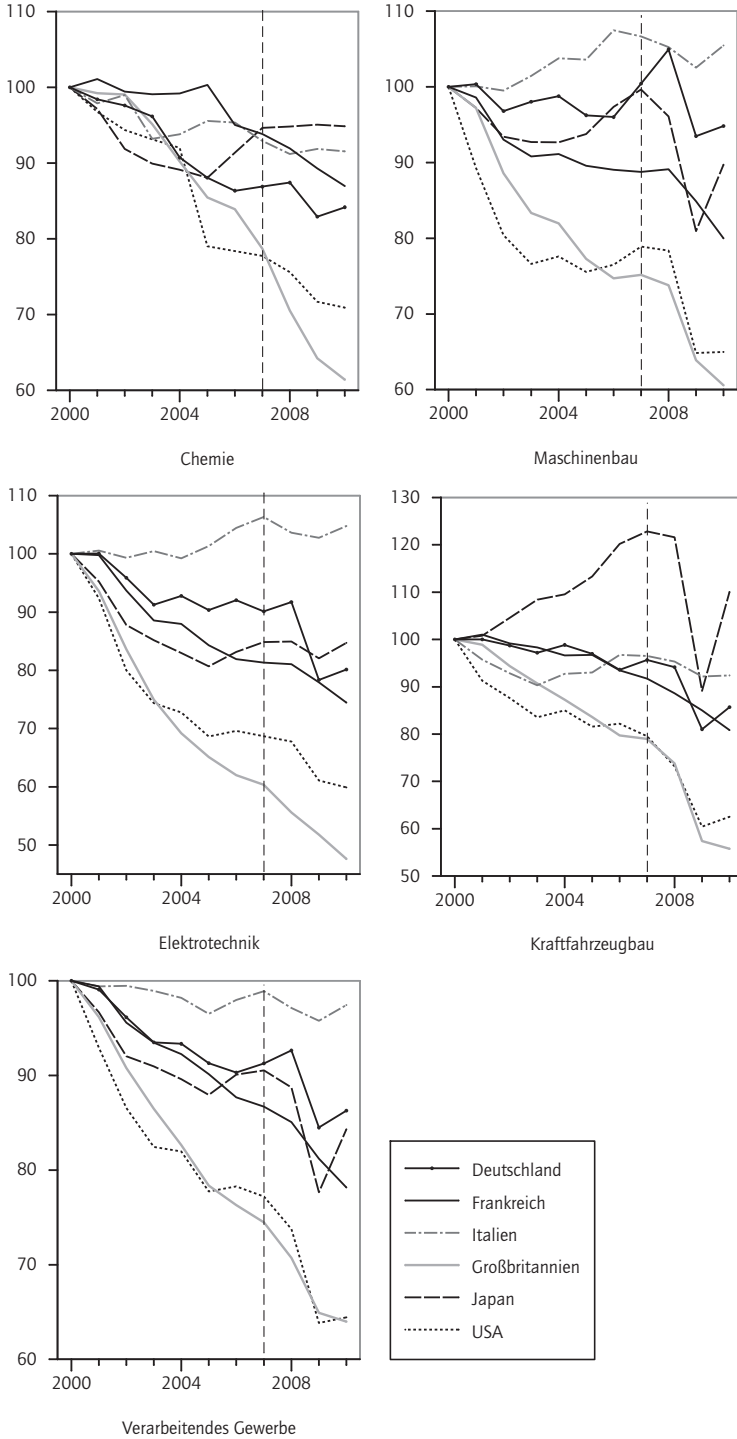 110
100
90
80
70
60
2000 2004 2008
Chemie
110
100
90
80
70
60
2000 2004 2008
Maschinenbau
110
100
90
80
70
60
50
2000 2004 2008
Elektrotechnik
130
120
110
100
90
80
70
60
50
2000 2004 2008
Kraftfahrzeugbau
100
90
80
70
60
2000 2004 2008
Verarbeitendes Gewerbe
Deutschland
Frankreich
Italien
Großbritannien
Japan
USA